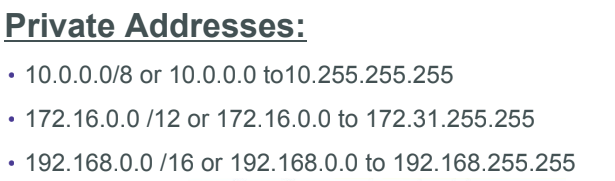 Private Addresses:
• 10.0.0.0/8 or 10.0.0.0 to10.255.255.255
• 172.16.0.0 /12 or 172.16.0.0 to 172.31.255.255
• 192.168.0.0 /16 or 192.168.0.0 to 192.168.255.255